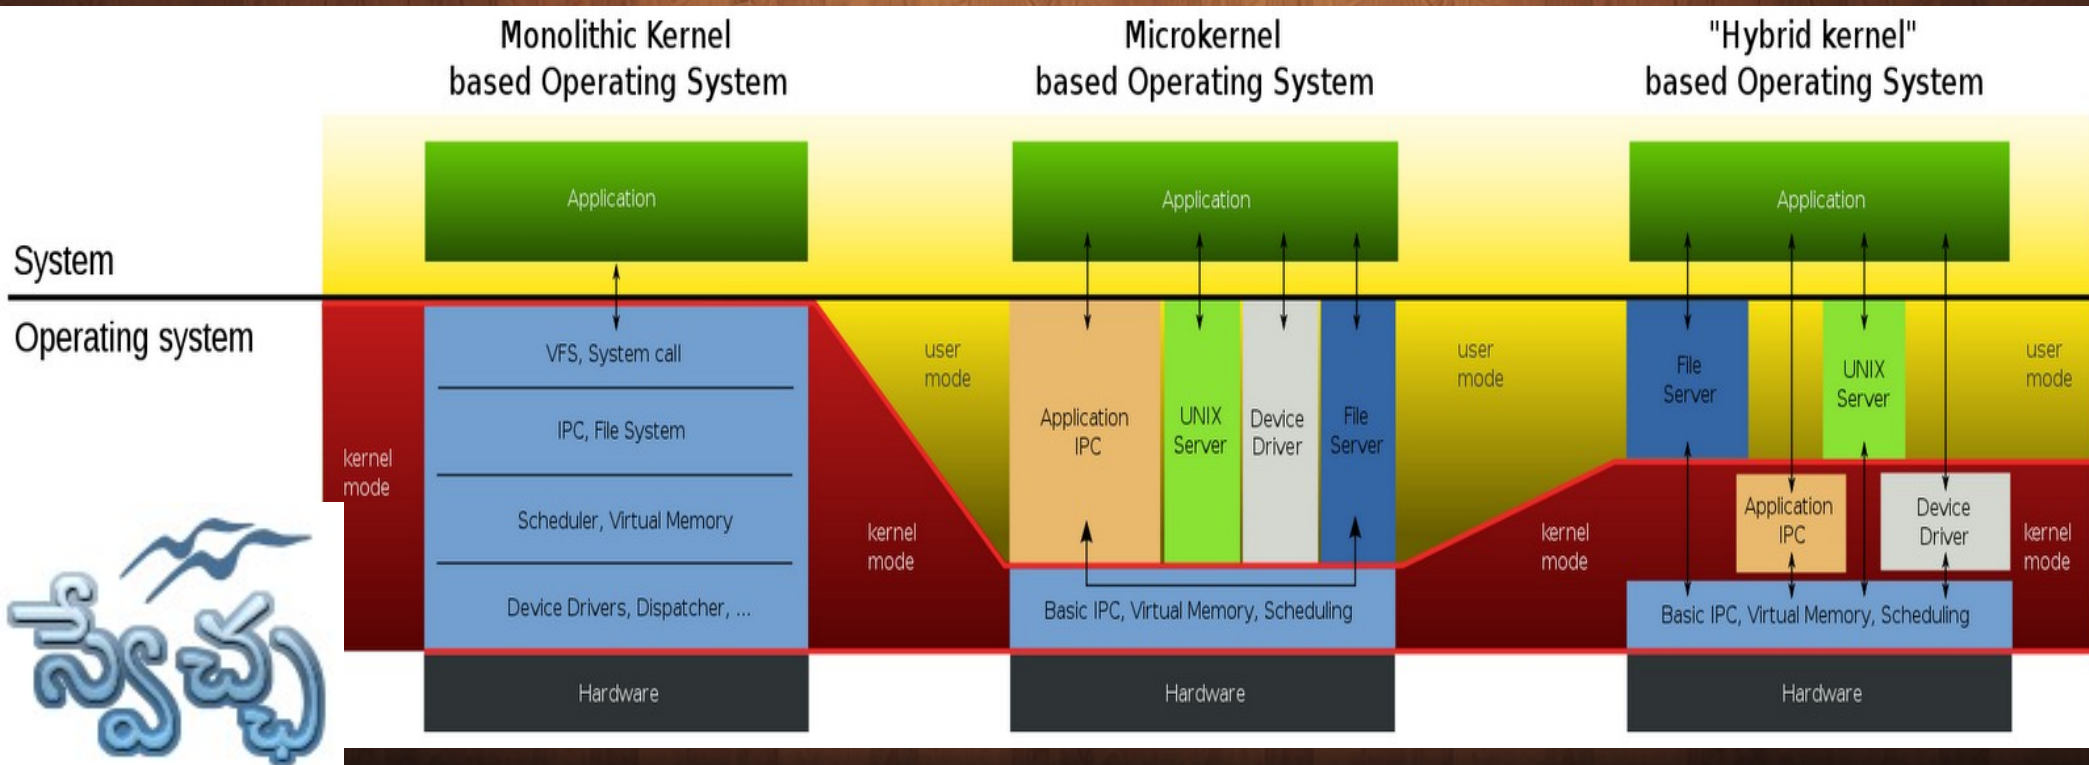 Monolithic Kernel
based Operating System
Microkernel
based Operating System
"Hybrid kernel"
based Operating System
System
Operating system
Application
VFS, System call
IPC, File System
Scheduler, Virtual Memory
Device Drivers, Dispatcher, ...
Hardware
kernel
mode
kernel
mode
user
mode
Application
Application
IPC
UNIX
Server
Device
Driver
File
Server
Basic IPC, Virtual Memory, Scheduling
Hardware
user
mode
kernel
mode
Application
File
Server
UNIX
Server
Application
IPC
Device
Driver
Basic IPC, Virtual Memory, Scheduling
Hardware
user
mode
kernel
mode
స్వేచ్ఛ